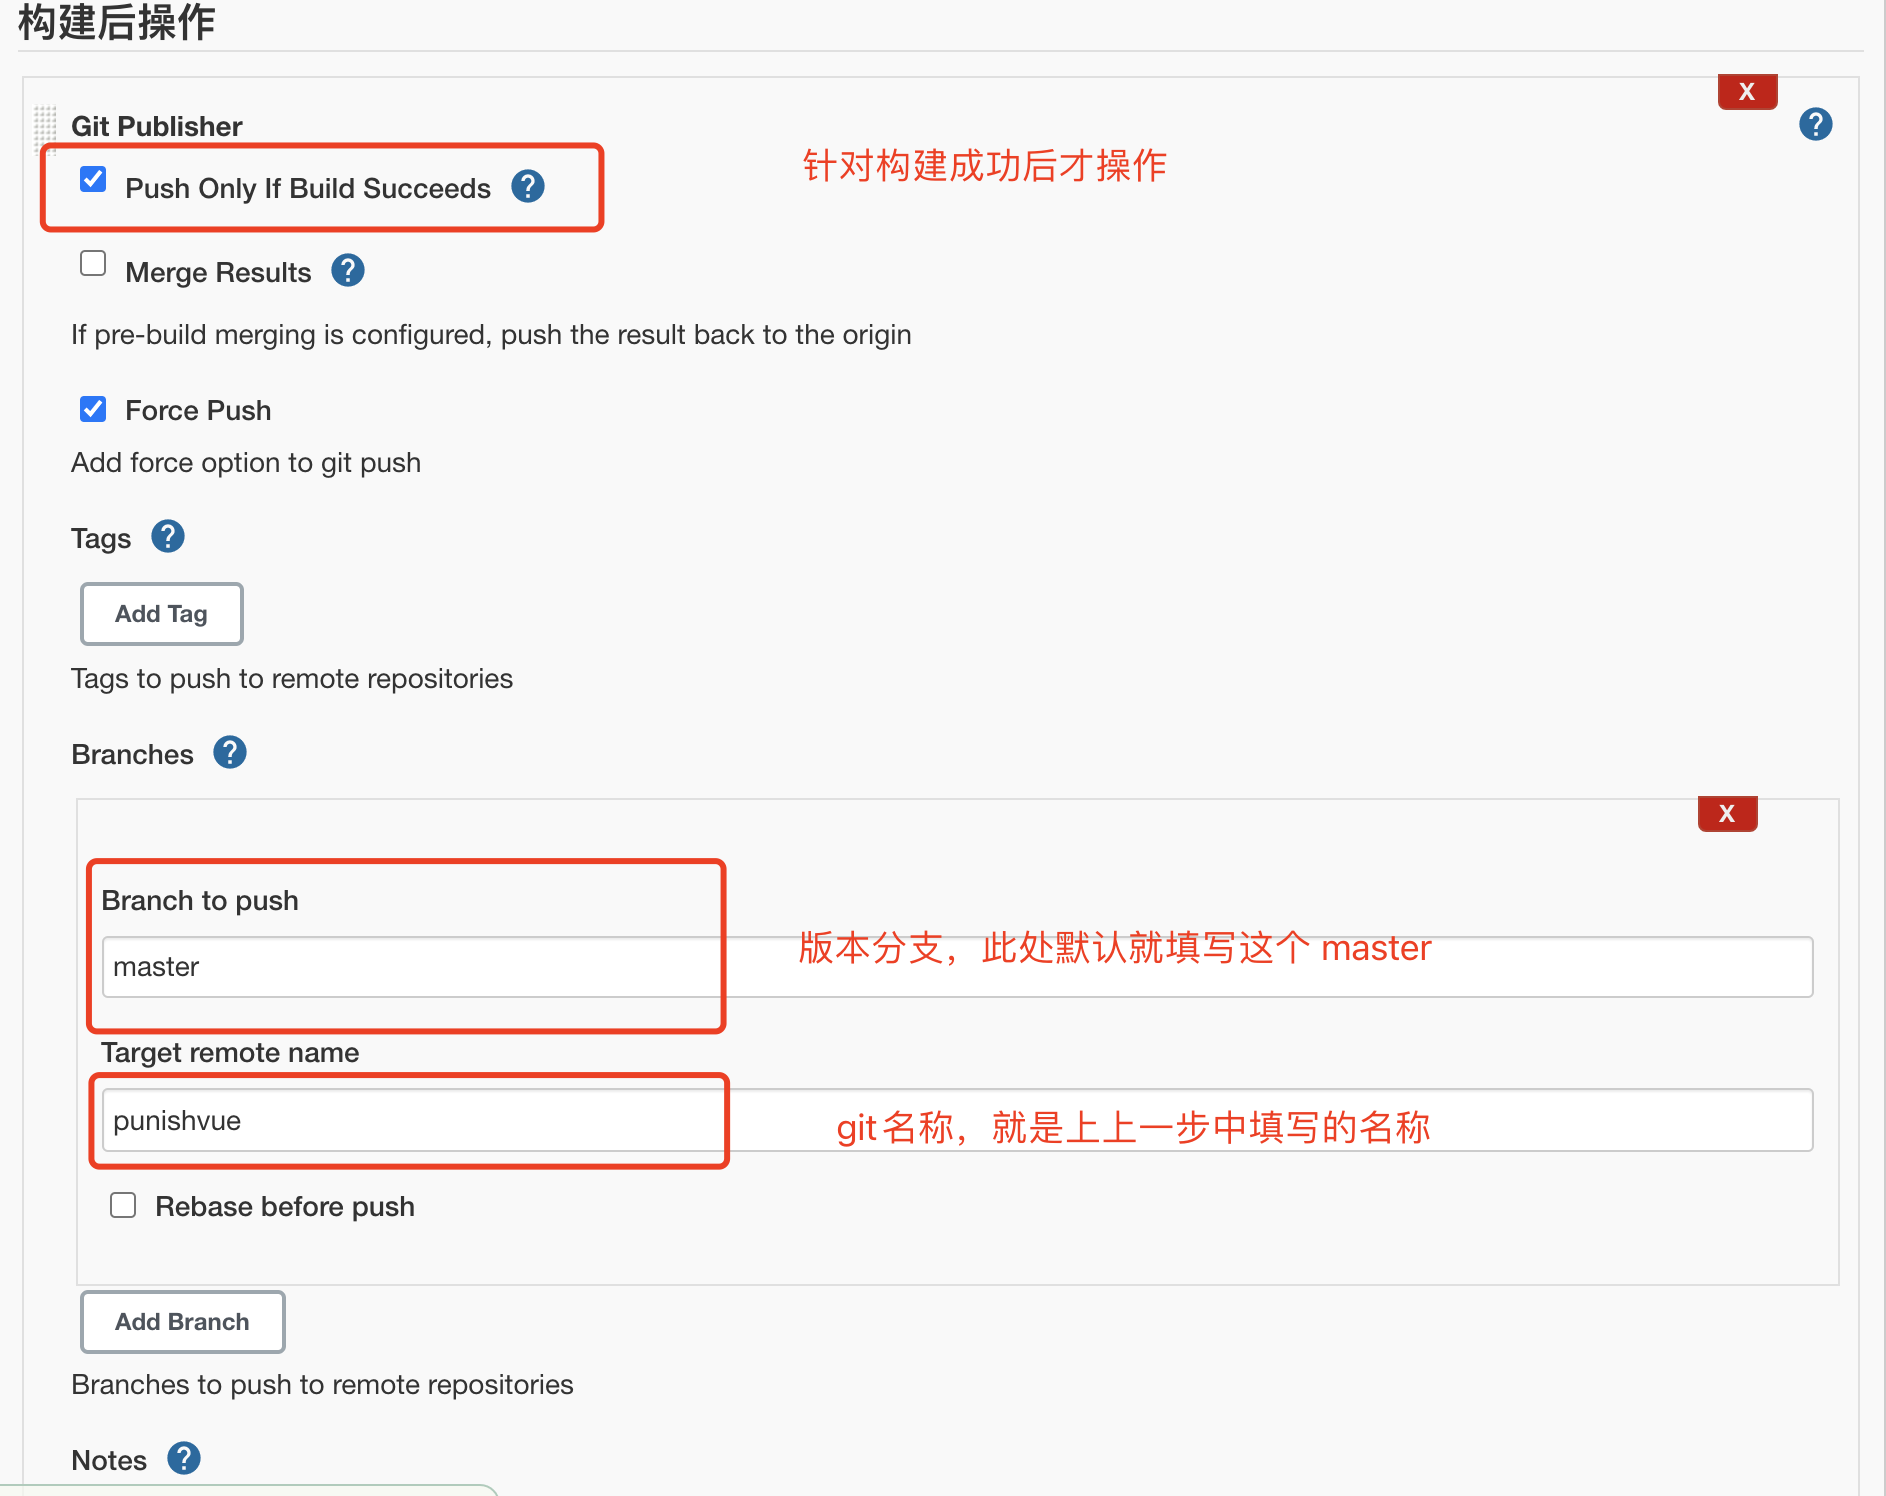 构建后操作
X
Git Publisher
?
Push Only If Build Succeeds ?
针对构建成功后才操作
Merge Results ?
If pre-build merging is configured, push the result back to the origin
Force Push
Add force option to git push
Tags ?
Add Tag
Tags to push to remote repositories
Branches ?
X
Branch to push
master
版本分支，此处默认就填写这个 master
Target remote name
punishvue
git名称，就是上上一步中填写的名称
Rebase before push
Add Branch
Branches to push to remote repositories
Notes ?